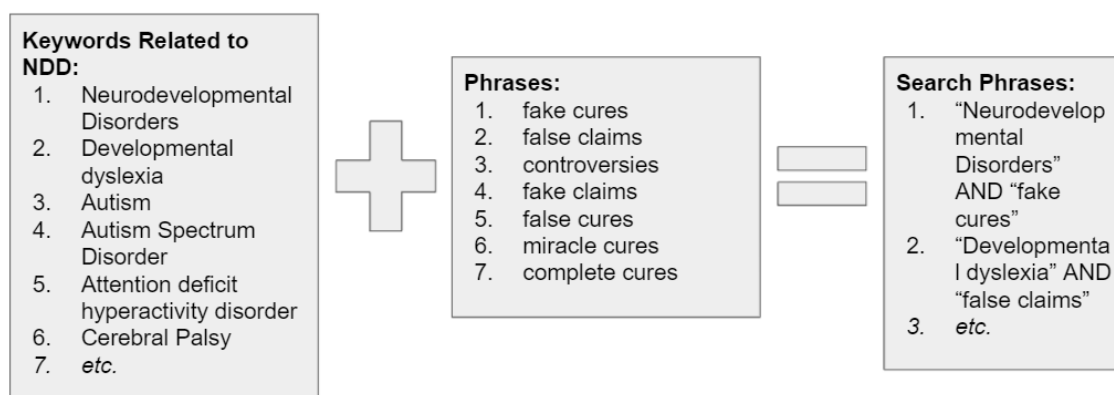 Keywords Related to
NDD:
1. Neurodevelopmental
Disorders
2. Developmental
dyslexia
3. Autism
4. Autism Spectrum
Disorder
5. Attention deficit
hyperactivity disorder
6. Cerebral Palsy
7. etc.
Phrases:
1. fake cures
2. false claims
3. controversies
4. fake claims
5. false cures
6. miracle cures
7. complete cures
Search Phrases:
1. “Neurodevelop
mental
Disorders”
AND “fake
cures”
2. “Developmenta
l dyslexia” AND
“false claims”
3. etc.